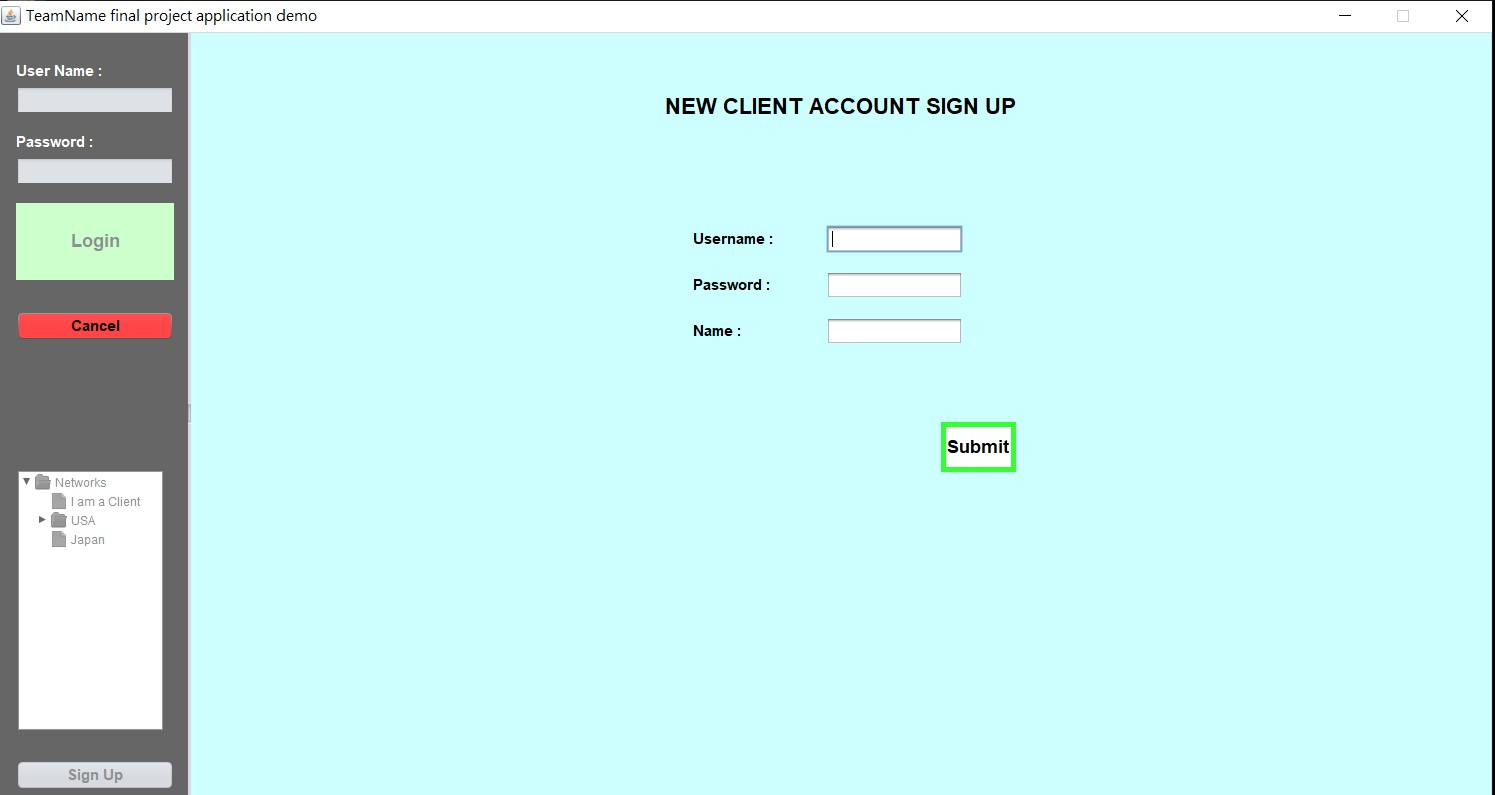 TeamName final project application demo
User Name :
Password :
Login
Cancel
Networks
I am a Client
USA
Japan
Sign Up
NEW CLIENT ACCOUNT SIGN UP
Username :
Password :
Name :
Submit